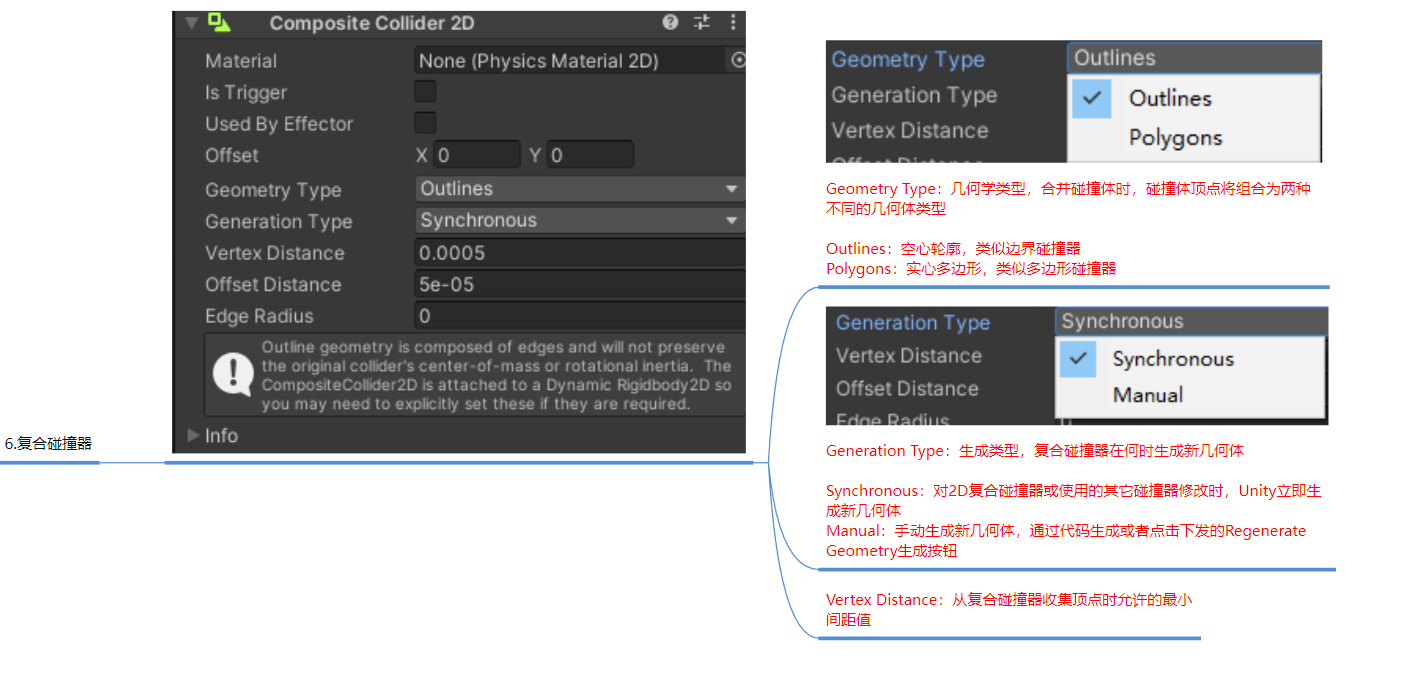 6.复合碰撞器
Composite Collider 2D
Material None (Physics Material 2D)
Is Trigger
Used By Effector
Offset X 0 Y 0
Geometry Type Outlines
Generation Type Synchronous
Vertex Distance 0.0005
Offset Distance 5e-05
Edge Radius 0
Outline geometry is composed of edges and will not preserve
the original collider's center-of-mass or rotational inertia. The
CompositeCollider2D is attached to a Dynamic Rigidbody2D so
you may need to explicitly set these if they are required.
Info
Geometry Type Outlines
Generation Type Outlines
Vertex Distance Polygons
Offset Distance
Geometry Type：几何学类型，合并碰撞体时，碰撞体顶点将组合为两种
不同的几何体类型
Outlines：空心轮廓，类似边界碰撞器
Polygons：实心多边形，类似多边形碰撞器
Generation Type Synchronous
Vertex Distance Synchronous
Offset Distance Manual
Edge Radius 0
Generation Type：生成类型，复合碰撞器在何时生成新几何体
Synchronous：对2D复合碰撞器或使用的其它碰撞器修改时，Unity立即生
成新几何体
Manual：手动生成新几何体，通过代码生成或者点击下发的Regenerate
Geometry生成按钮
Vertex Distance：从复合碰撞器收集顶点时允许的最小
间距值